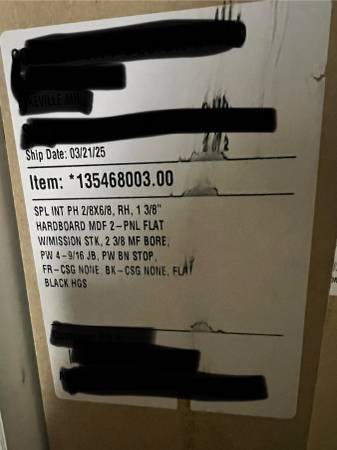 KEVILLE, MN
Ship Date: 03/21/25
Item: *135468003.00
SPL INT PH 2/8X6/8, RH, 1 3/8"
HARDBOARD MDF 2-PNL FLAT
W/MISSION STK, 2 3/8 MF BORE,
PW 4-9/16 JB, PW BN STOP,
FR-CSG NONE, BK-CSG NONE, FLAT
BLACK HGS